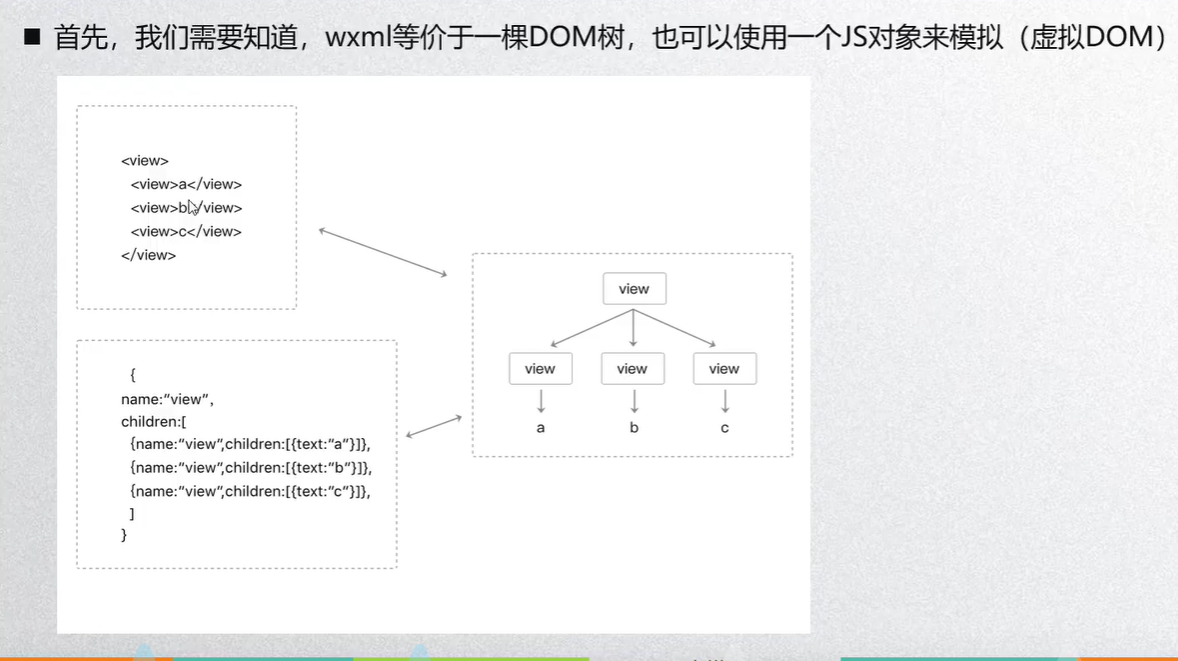 首先，我们需要知道，wxml等价于一棵DOM树，也可以使用一个JS对象来模拟（虚拟DOM）
<view>
<view>a</view>
<view>b</view>
<view>c</view>
</view>
{
name:“view”,
children:[
{name:“view”,children:[{text:“a”}]},
{name:“view”,children:[{text:“b”}]},
{name:“view”,children:[{text:“c”}]},
]
}
view
view view view
a b c